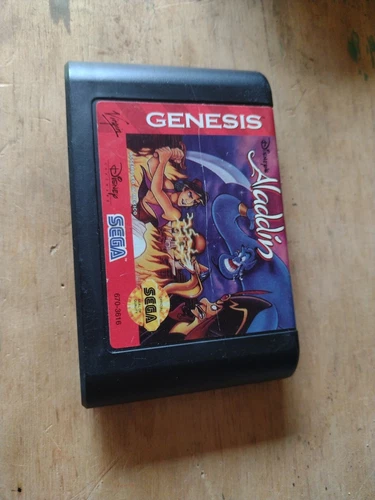 GENESIS
Disney's
Aladdin
Virgin
Disney
SEGA
SEGA
670-3616